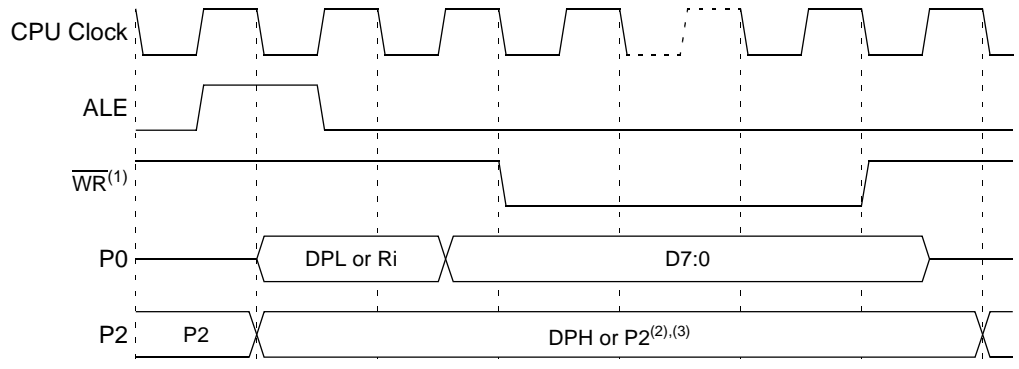 CPU Clock
ALE
WR(1)
P0 DPL or Ri D7:0
P2 P2 DPH or P2(2),(3)